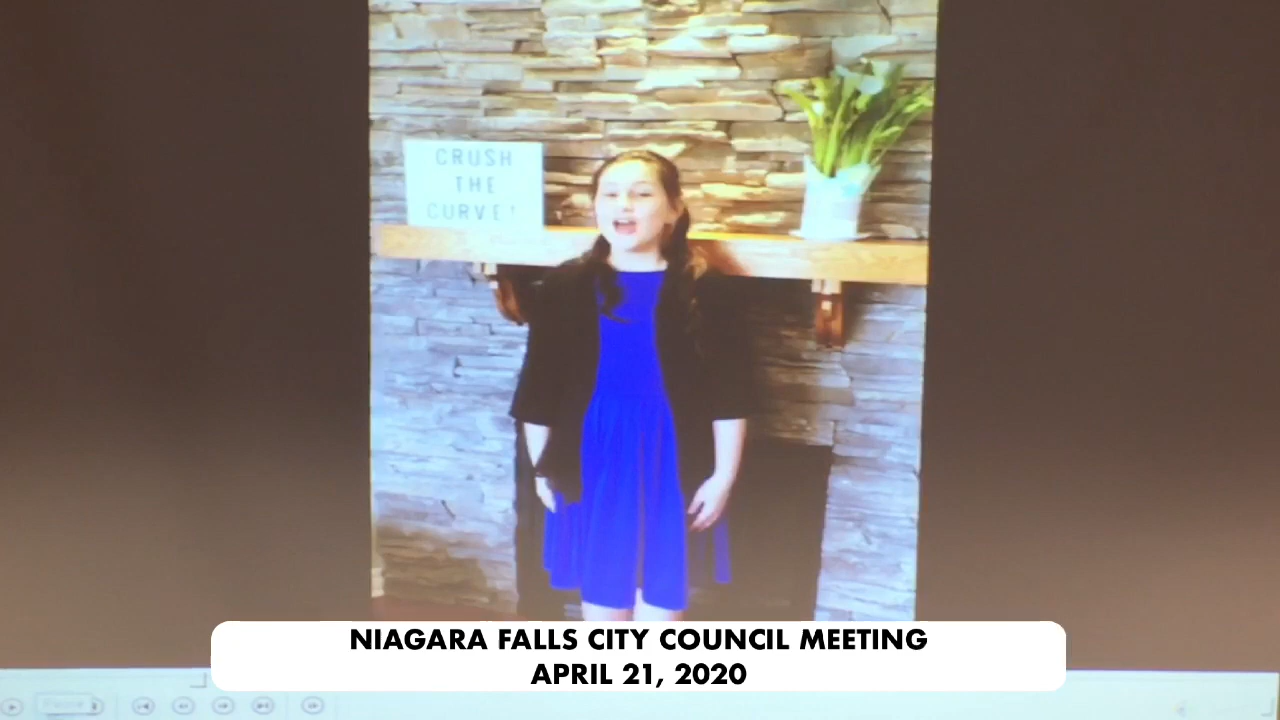 CRUSH
THE
CURVE!
NIAGARA FALLS CITY COUNCIL MEETING
APRIL 21, 2020